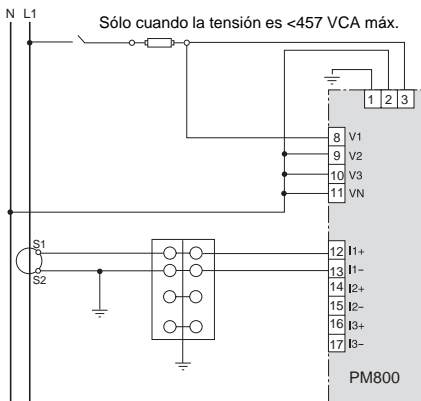 N L1
Sólo cuando la tensión es <457 VCA máx.
1 2 3
8 V1
9 V2
10 V3
11 VN
S1
S2
12 I1+
13 I1–
14 I2+
15 I2–
16 I3+
17 I3–
PM800